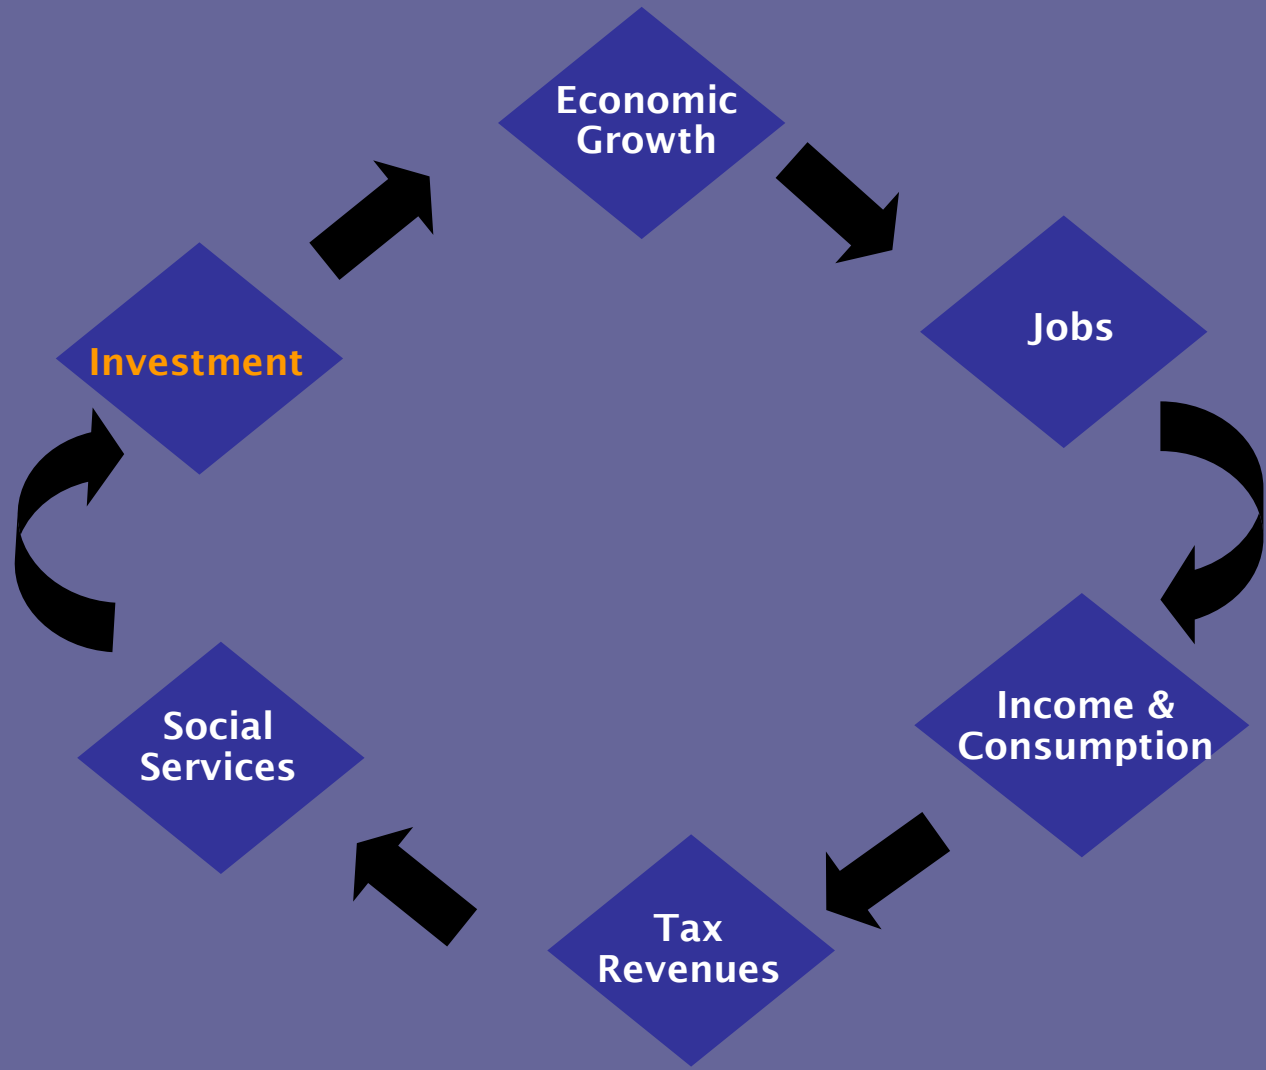 Economic
Growth
Jobs
Investment
Income &
Consumption
Social
Services
Tax
Revenues